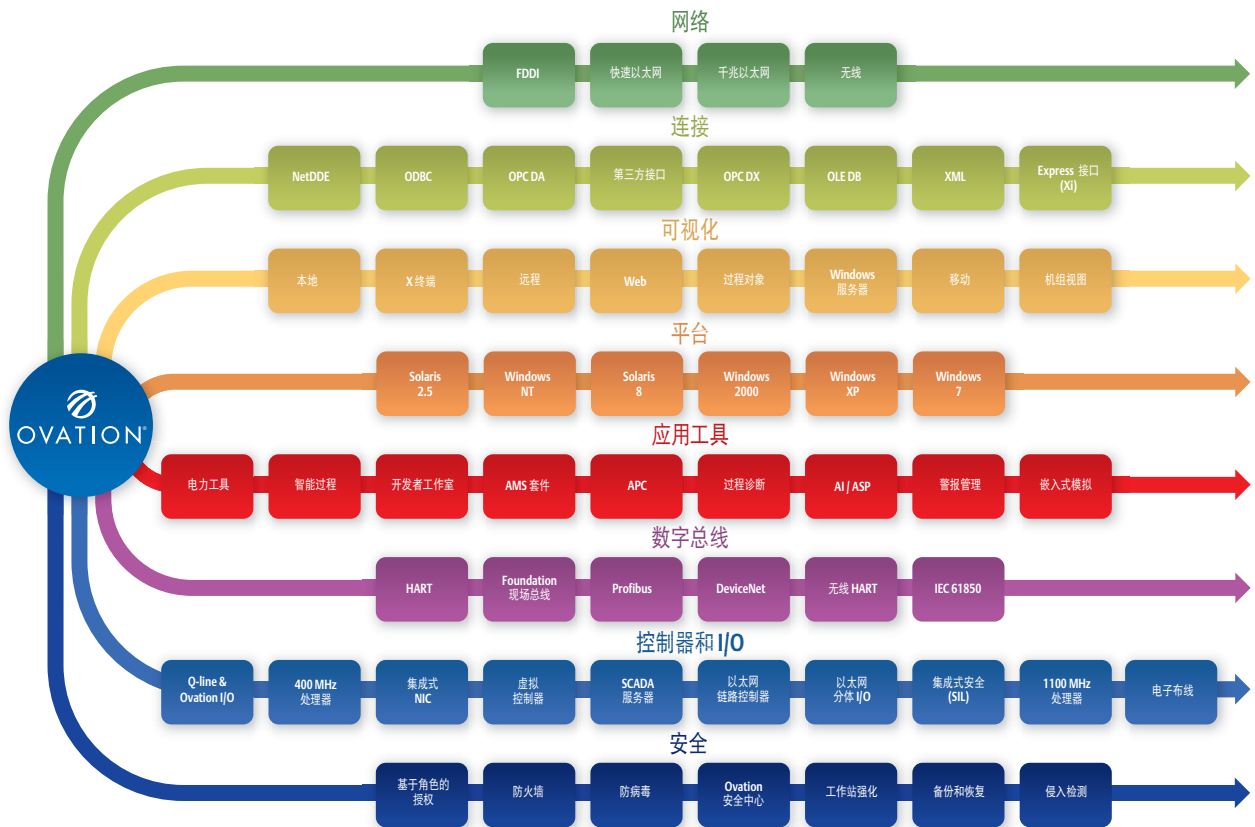 网络
FDDI
快速以太网
千兆以太网
无线
连接
NetDDE
ODBC
OPC DA
第三方接口
OPC DX
OLE DB
XML
Express 接口
(Xi)
可视化
本地
X 终端
远程
Web
过程对象
Windows
服务器
移动
机组视图
平台
Solaris
2.5
Windows
NT
Solaris
8
Windows
2000
Windows
XP
Windows
7
OVATION®
应用工具
电力工具
智能过程
开发者工作室
AMS 套件
APC
过程诊断
AI / ASP
警报管理
嵌入式模拟
数字总线
HART
Foundation
现场总线
Profibus
DeviceNet
无线 HART
IEC 61850
控制器和 I/O
Q-line &
Ovation I/O
400 MHz
处理器
集成式
NIC
虚拟
控制器
SCADA
服务器
以太网
链路控制器
以太网
分体 I/O
集成式安全
(SIL)
1100 MHz
处理器
电子布线
安全
基于角色的
授权
防火墙
防病毒
Ovation
安全中心
工作站强化
备份和恢复
侵入检测